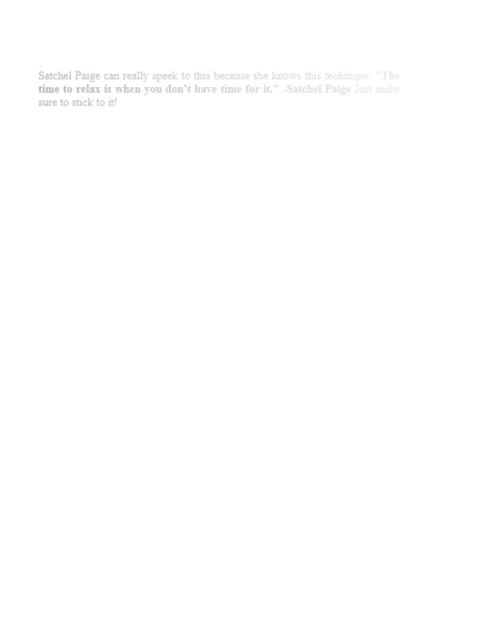 Satchel Paige can really speek to this because she knows this technique: "The
time to relax is when you don't have time for it." -Satchel Paige Just make
sure to stick to it!